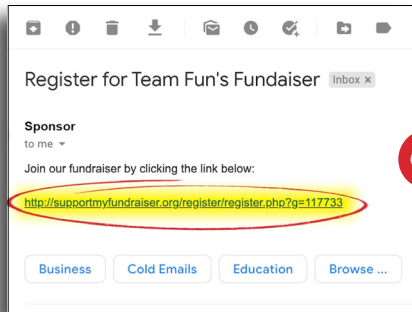 Register for Team Fun's Fundaiser Inbox ×
Sponsor
to me
Join our fundraiser by clicking the link below:
http://supportmyfundraiser.org/register/register.php?g=117733
Business Cold Emails Education Browse ...